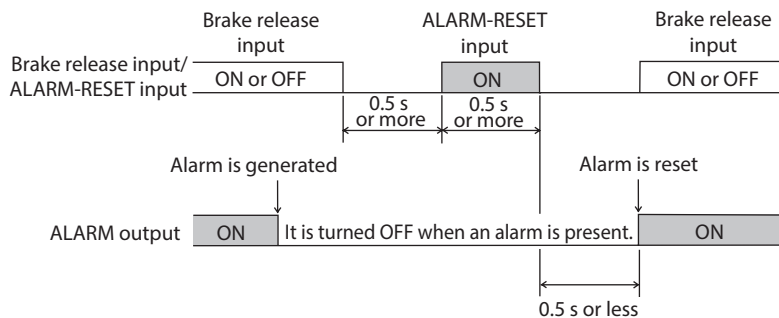 Brake release
input
ALARM-RESET
input
Brake release
input
Brake release input/
ALARM-RESET input
ON or OFF
ON
ON or OFF
0.5 s
or more
0.5 s
or more
Alarm is generated
Alarm is reset
ALARM output
ON
It is turned OFF when an alarm is present.
ON
0.5 s or less